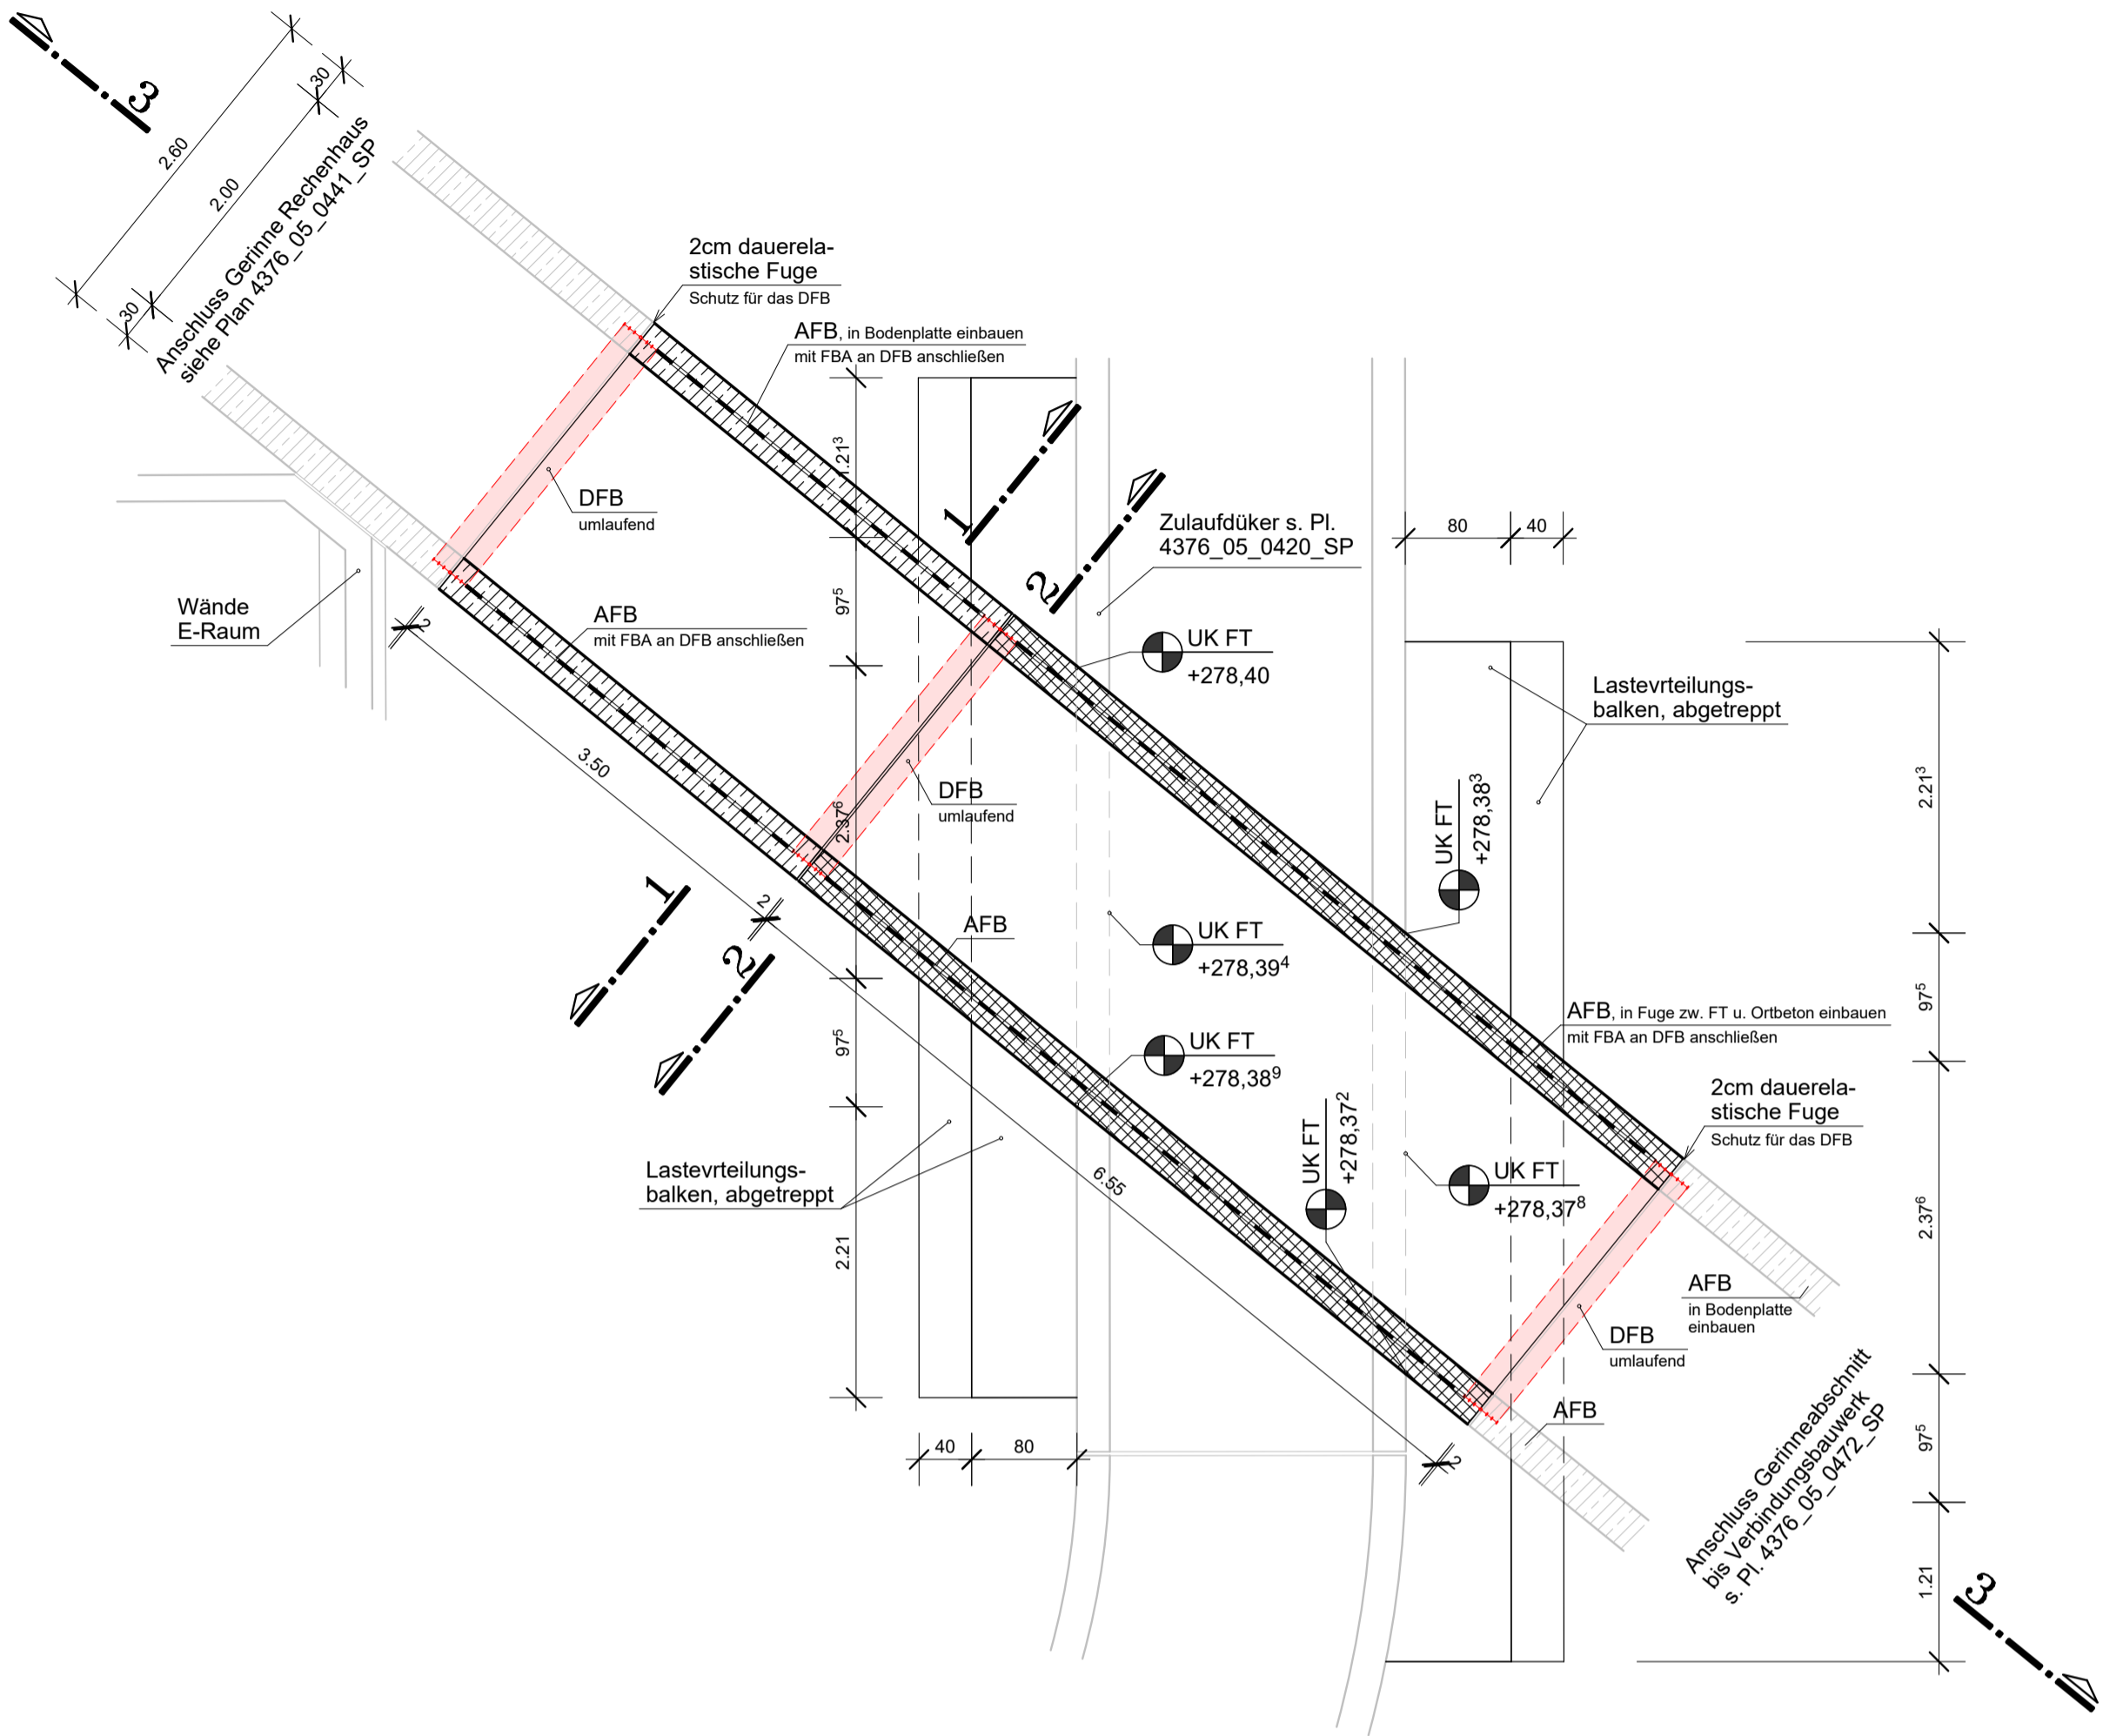 3
2.60
30
2.00
30
Anschluss Gerinne Rechenhaus
siehe Plan 4376_05_0441_SP
2cm dauerela-
stische Fuge
Schutz für das DFB
AFB, in Bodenplatte einbauen
mit FBA an DFB anschließen
1.21³
DFB
umlaufend
1
2
Zulaufdüker s. Pl.
4376_05_0420_SP
80
40
Wände
E-Raum
2
AFB
mit FBA an DFB anschließen
97⁵
UK FT
+278,40
Lastevrteilungs-
balken, abgetreppt
3.50
DFB
umlaufend
2.37⁶
UK FT
+278,38³
2.21³
1
2
2
AFB
UK FT
+278,39⁴
97⁵
AFB, in Fuge zw. FT u. Ortbeton einbauen
mit FBA an DFB anschließen
97⁵
UK FT
+278,38⁹
2cm dauerela-
stische Fuge
Schutz für das DFB
Lastevrteilungs-
balken, abgetreppt
6.55
UK FT
+278,37²
UK FT
+278,37⁸
2.37⁶
2.21
AFB
in Bodenplatte
einbauen
DFB
umlaufend
AFB
40
80
2
97⁵
Anschluss Gerinneabschnitt
bis Verbindungsbauwerk
s. Pl. 4376_05_0472_SP
1.21
3